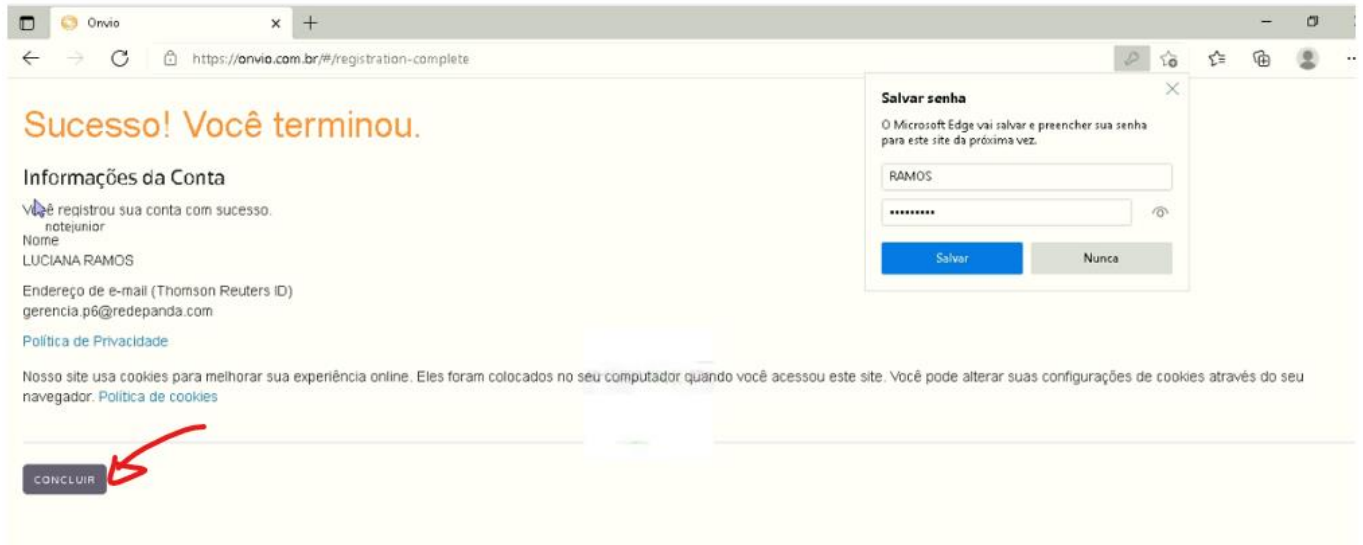 Onvio
https://onvio.com.br/#/registration-complete
Sucesso! Você terminou.
Informações da Conta
Você registrou sua conta com sucesso.
notejunior
Nome
LUCIANA RAMOS
Endereço de e-mail (Thomson Reuters ID)
gerencia.p6@redepanda.com
Política de Privacidade
Nosso site usa cookies para melhorar sua experiência online. Eles foram colocados no seu computador quando você acessou este site. Você pode alterar suas configurações de cookies através do seu
navegador. Política de cookies
CONCLUIR
Salvar senha
O Microsoft Edge vai salvar e preencher sua senha
para este site da próxima vez.
RAMOS
•••••••••
Salvar
Nunca